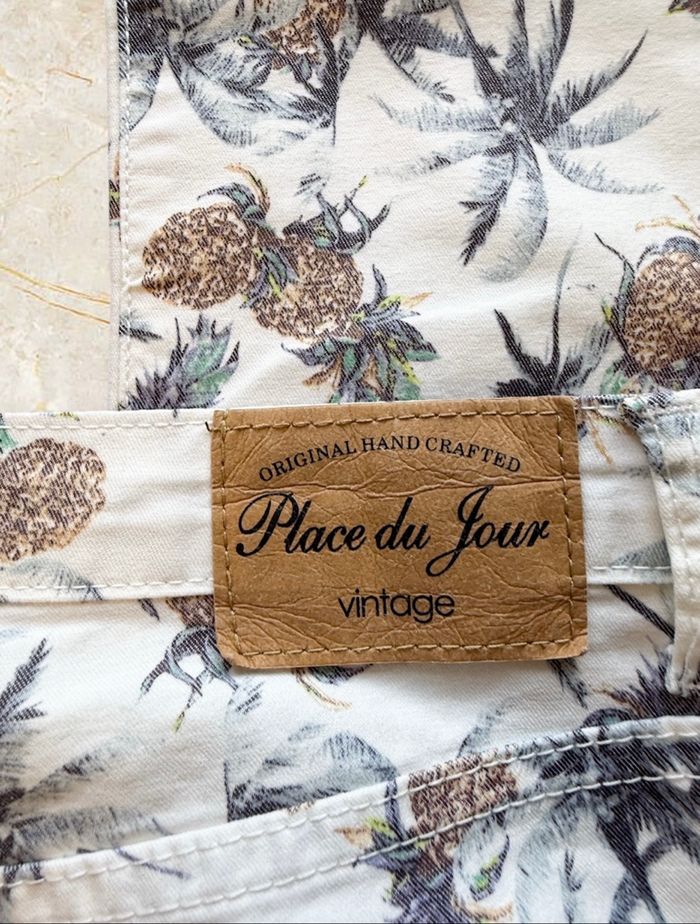 ORIGINAL HAND CRAFTED
Place du Jour
vintage